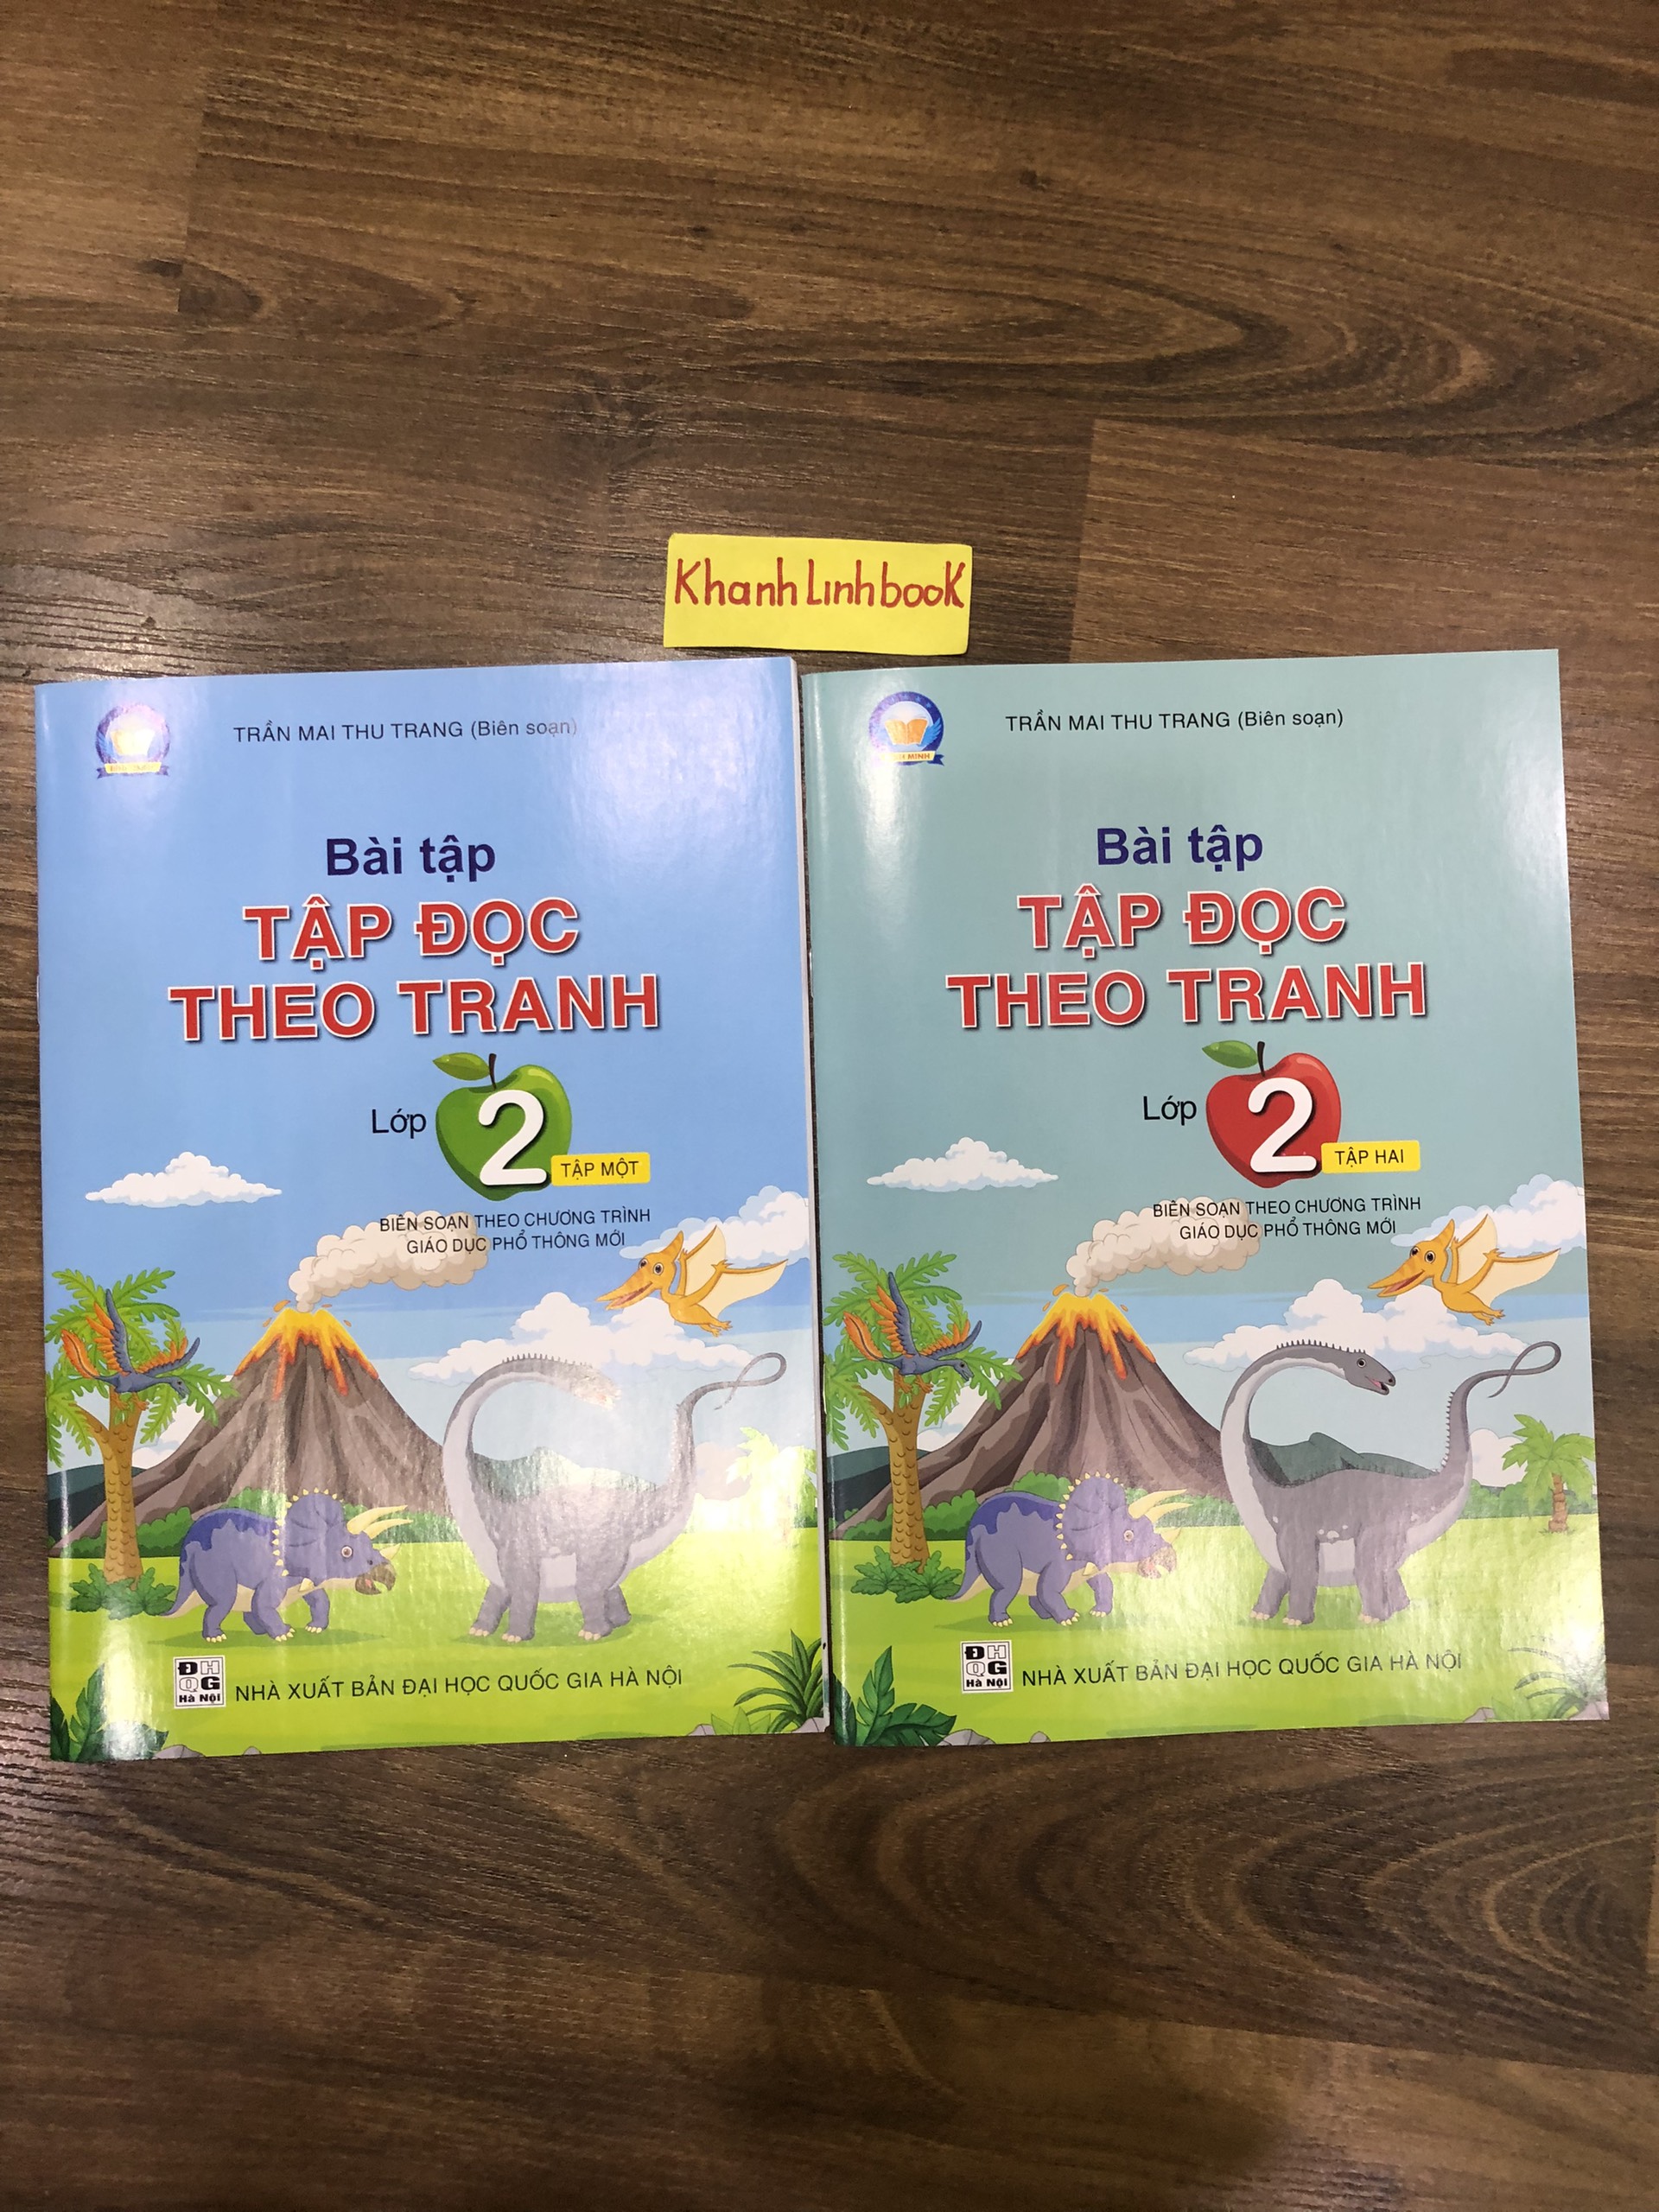 KhanhLinhbook
TRẦN MAI THU TRANG (Biên soạn)
Bài tập
TẬP ĐỌC
THEO TRANH
Lớp 2
TẬP MỘT
BIÊN SOẠN THEO CHƯƠNG TRÌNH
GIÁO DỤC PHỔ THÔNG MỚI
ĐH
QG
Hà Nội
NHÀ XUẤT BẢN ĐẠI HỌC QUỐC GIA HÀ NỘI
TRẦN MAI THU TRANG (Biên soạn)
Bài tập
TẬP ĐỌC
THEO TRANH
Lớp 2
TẬP HAI
BIÊN SOẠN THEO CHƯƠNG TRÌNH
GIÁO DỤC PHỔ THÔNG MỚI
ĐH
QG
Hà Nội
NHÀ XUẤT BẢN ĐẠI HỌC QUỐC GIA HÀ NỘI